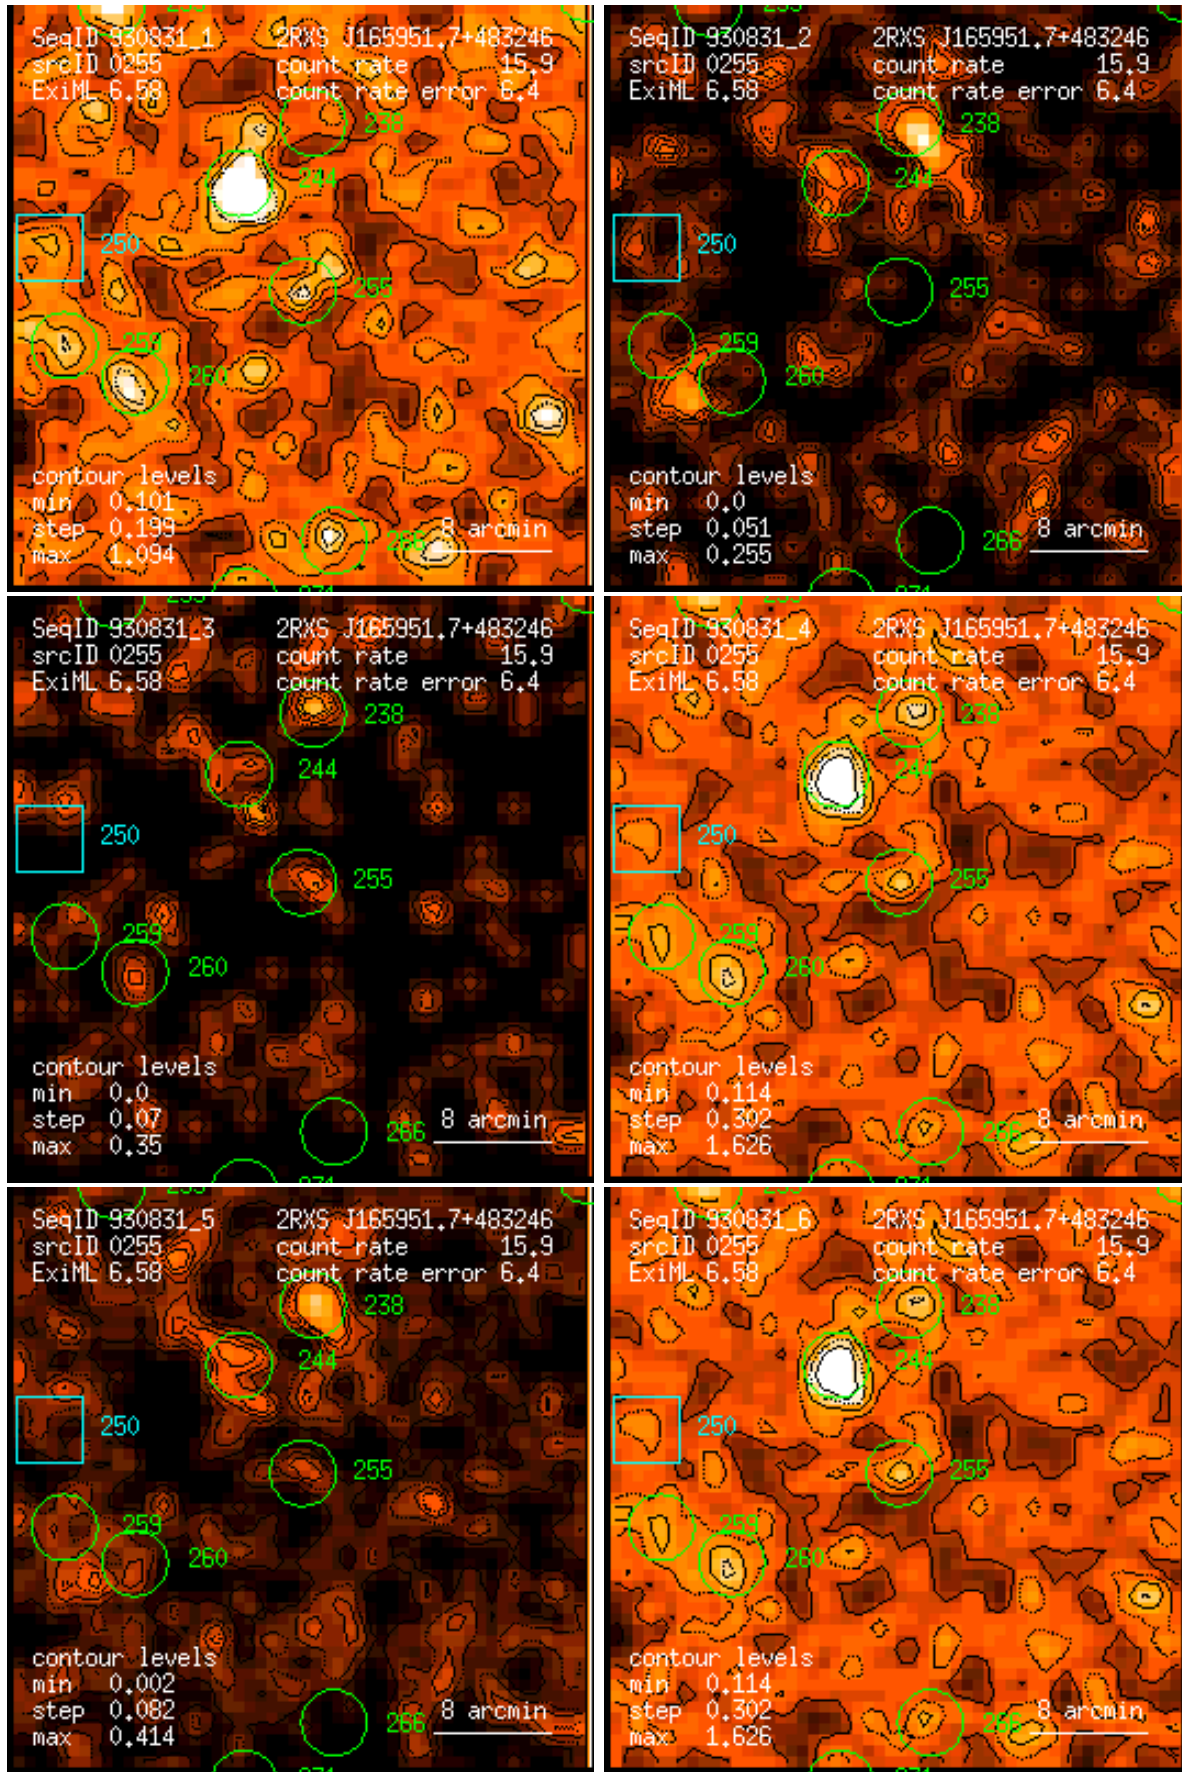 SeqID 930831_1 2RXS J165951.7+483246
srcID 0255 count rate 15.9
ExiML 6.58 count rate error 6.4
238
244
250
255
259
260
contour levels
min 0.101
step 0.199
max 1.094
266
8 arcmin
271
SeqID 930831_2 2RXS J165951.7+483246
srcID 0255 count rate 15.9
ExiML 6.58 count rate error 6.4
238
244
250
255
259
260
contour levels
min 0.0
step 0.051
max 0.255
266
8 arcmin
271
SeqID 930831_3 2RXS J165951.7+483246
srcID 0255 count rate 15.9
ExiML 6.58 count rate error 6.4
238
244
250
255
259
260
contour levels
min 0.0
step 0.07
max 0.35
266
8 arcmin
271
SeqID 930831_4 2RXS J165951.7+483246
srcID 0255 count rate 15.9
ExiML 6.58 count rate error 6.4
238
244
250
255
259
260
contour levels
min 0.114
step 0.302
max 1.626
266
8 arcmin
271
SeqID 930831_5 2RXS J165951.7+483246
srcID 0255 count rate 15.9
ExiML 6.58 count rate error 6.4
238
244
250
255
259
260
contour levels
min 0.002
step 0.082
max 0.414
266
8 arcmin
271
SeqID 930831_6 2RXS J165951.7+483246
srcID 0255 count rate 15.9
ExiML 6.58 count rate error 6.4
238
244
250
255
259
260
contour levels
min 0.114
step 0.302
max 1.626
266
8 arcmin
271